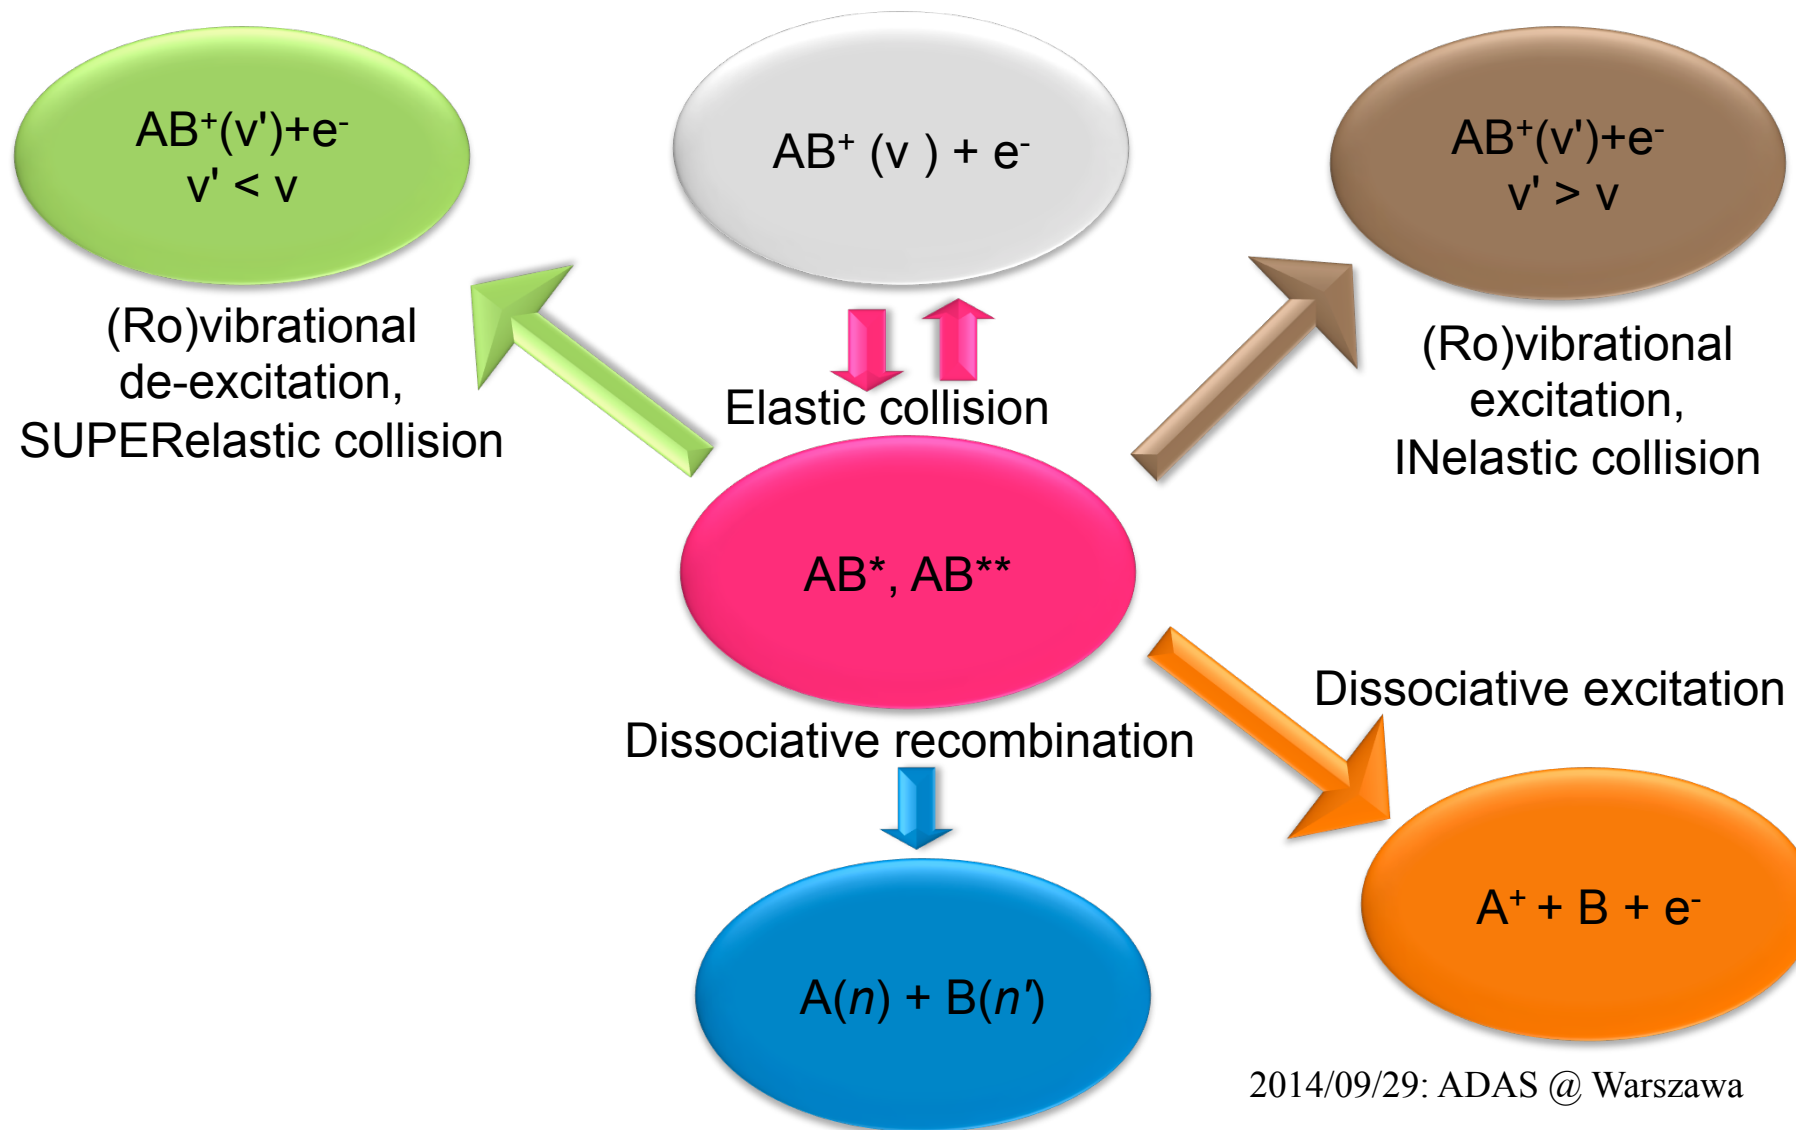 AB⁺(v')+e⁻
v' < v
(Ro)vibrational
de-excitation,
SUPERelastic collision
AB⁺ (v ) + e⁻
Elastic collision
AB⁺(v')+e⁻
v' > v
(Ro)vibrational
excitation,
INelastic collision
AB*, AB**
Dissociative recombination
Dissociative excitation
A(n) + B(n')
A⁺ + B + e⁻
2014/09/29: ADAS @ Warszawa